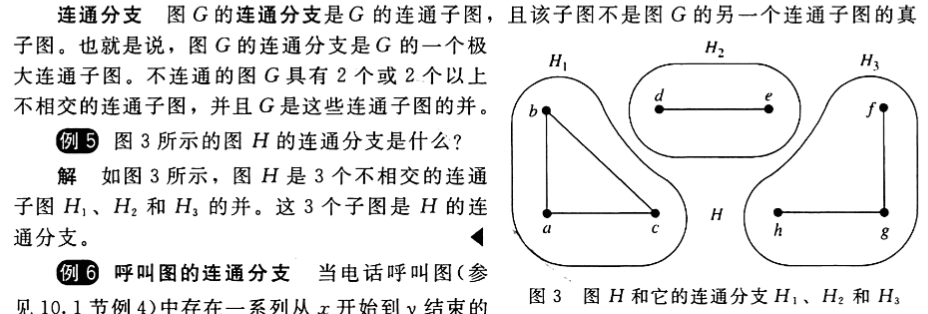 连通分支 图 G 的连通分支是 G 的连通子图，且该子图不是图 G 的另一个连通子图的真
子图。也就是说，图 G 的连通分支是 G 的一个极
大连通子图。不连通的图 G 具有 2 个或 2 个以上
不相交的连通子图，并且 G 是这些连通子图的并。
例 5 图 3 所示的图 H 的连通分支是什么？
解 如图 3 所示，图 H 是 3 个不相交的连通
子图 H₁、H₂ 和 H₃ 的并。这 3 个子图是 H 的连
通分支。
例 6 呼叫图的连通分支 当电话呼叫图(参
见 10.1 节例 4)中存在一系列从 x 开始到 y 结束的
H₁
H₂
H₃
b
d
e
f
a
c
H
h
g
图 3 图 H 和它的连通分支 H₁、H₂ 和 H₃